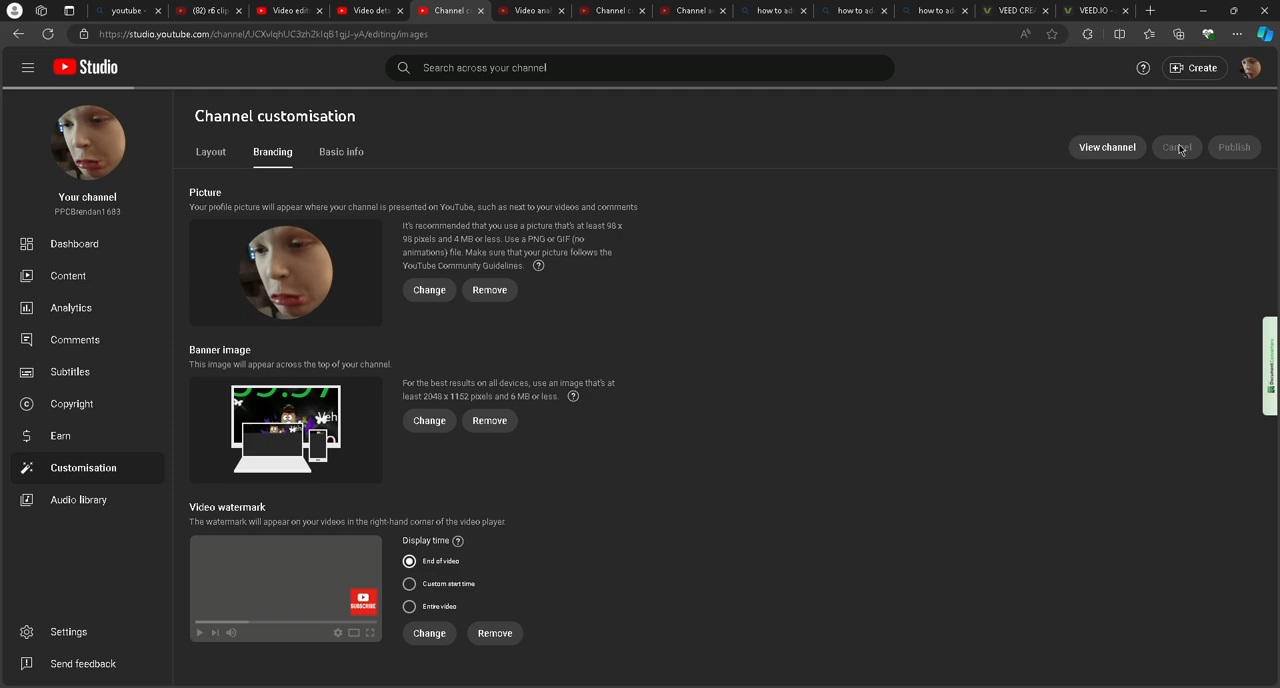 youtube -
(82) r6 clip
Video edit
Video deta
Channel cu
Video anal
Channel cu
Channel an
how to ad
how to ad
how to ad
VEED CRE
VEED.IO -
https://studio.youtube.com/channel/UCXvlqhUC3zh2klqB1gjJ-yA/editing/images
Studio
Search across your channel
Create
Your channel
PPCBrendan1683
Dashboard
Content
Analytics
Comments
Subtitles
Copyright
Earn
Customisation
Audio library
Settings
Send feedback
Channel customisation
Layout
Branding
Basic info
View channel
Cancel
Publish
Picture
Your profile picture will appear where your channel is presented on YouTube, such as next to your videos and comments
It's recommended that you use a picture that's at least 98 x
98 pixels and 4 MB or less. Use a PNG or GIF (no
animations) file. Make sure that your picture follows the
YouTube Community Guidelines.
Change
Remove
Banner image
This image will appear across the top of your channel.
For the best results on all devices, use an image that's at
least 2048 x 1152 pixels and 6 MB or less.
Change
Remove
Veh
Video watermark
The watermark will appear on your videos in the right-hand corner of the video player.
SUBSCRIBE
Display time
End of video
Custom start time
Entire video
Change
Remove